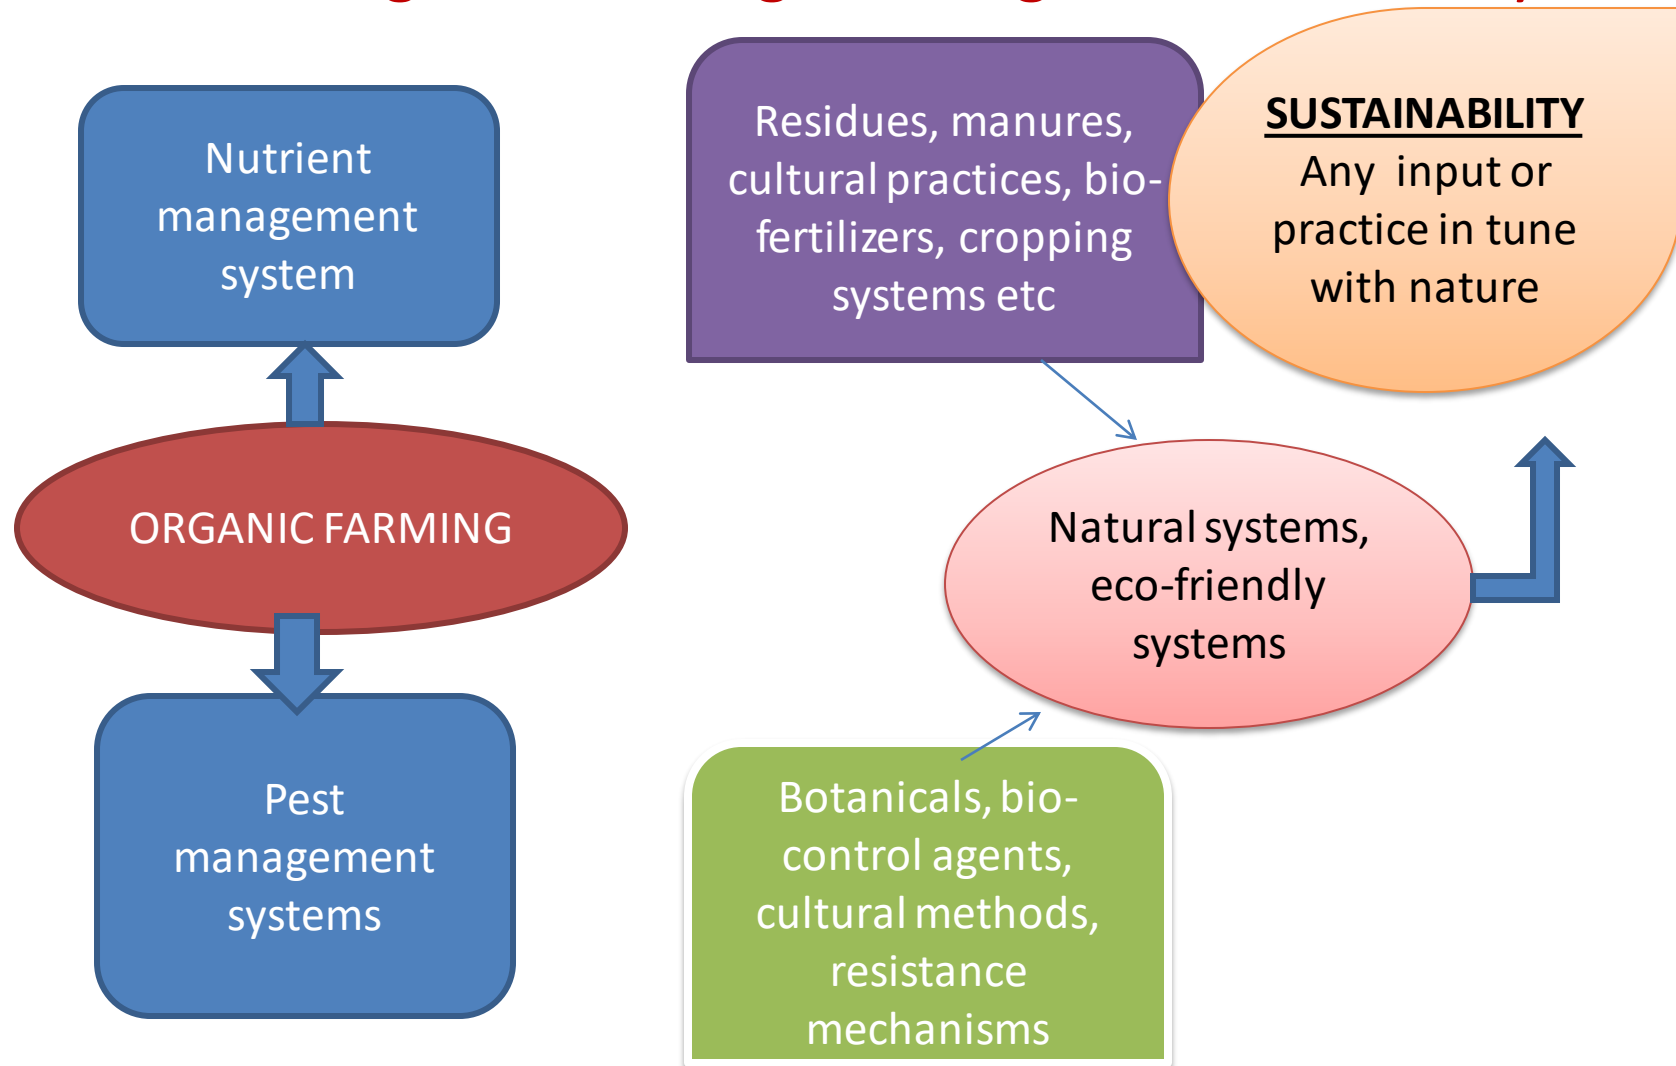 Nutrient
management
system
ORGANIC FARMING
Pest
management
systems
Residues, manures,
cultural practices, bio-
fertilizers, cropping
systems etc
SUSTAINABILITY
Any input or
practice in tune
with nature
Natural systems,
eco-friendly
systems
Botanicals, bio-
control agents,
cultural methods,
resistance
mechanisms